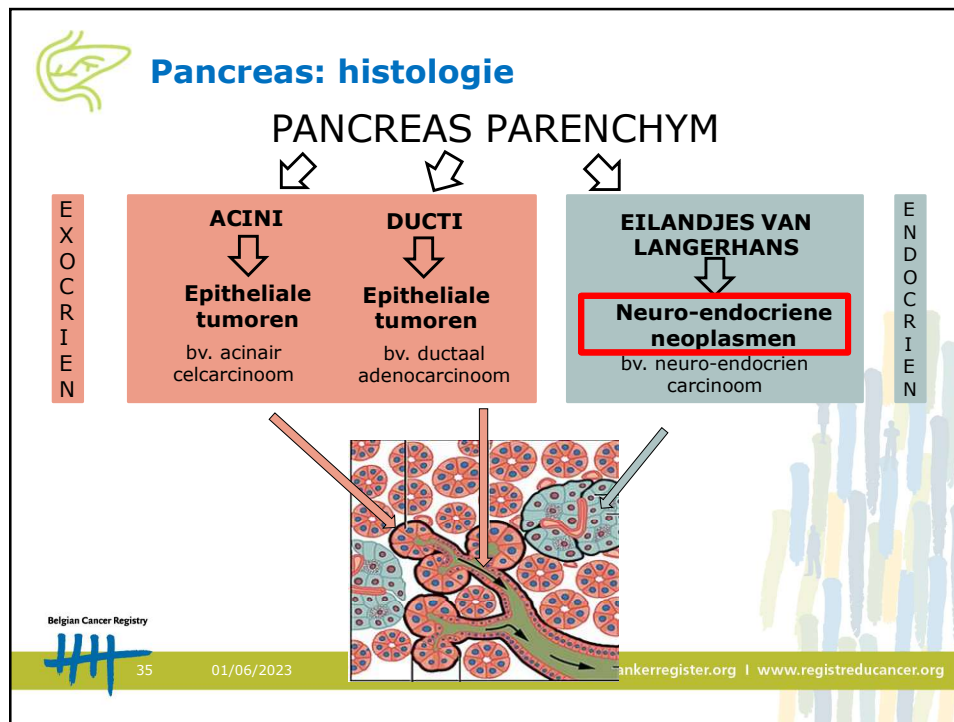 Pancreas: histologie
PANCREAS PARENCHYM
E
X
O
C
R
I
E
N
ACINI
Epitheliale
tumoren
bv. acinair
celcarcinoom
DUCTI
Epitheliale
tumoren
bv. ductaal
adenocarcinoom
EILANDJES VAN
LANGERHANS
Neuro-endocriene
neoplasmen
bv. neuro-endocrien
carcinoom
E
N
D
O
C
R
I
E
N
Belgian Cancer Registry
35 01/06/2023 ankerregister.org I www.registreducancer.org